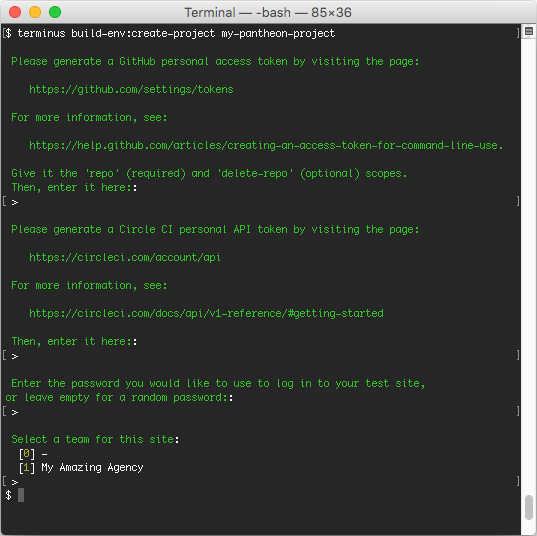 Terminal — -bash — 85×36
[$ terminus build-env:create-project my-pantheon-project ]
Please generate a GitHub personal access token by visiting the page:
https://github.com/settings/tokens
For more information, see:
https://help.github.com/articles/creating-an-access-token-for-command-line-use.
Give it the 'repo' (required) and 'delete-repo' (optional) scopes.
Then, enter it here::
[ > ]
Please generate a Circle CI personal API token by visiting the page:
https://circleci.com/account/api
For more information, see:
https://circleci.com/docs/api/v1-reference/#getting-started
Then, enter it here::
[ > ]
Enter the password you would like to use to log in to your test site,
or leave empty for a random password::
[ > ]
Select a team for this site:
[0] -
[1] My Amazing Agency
[ > ]
$